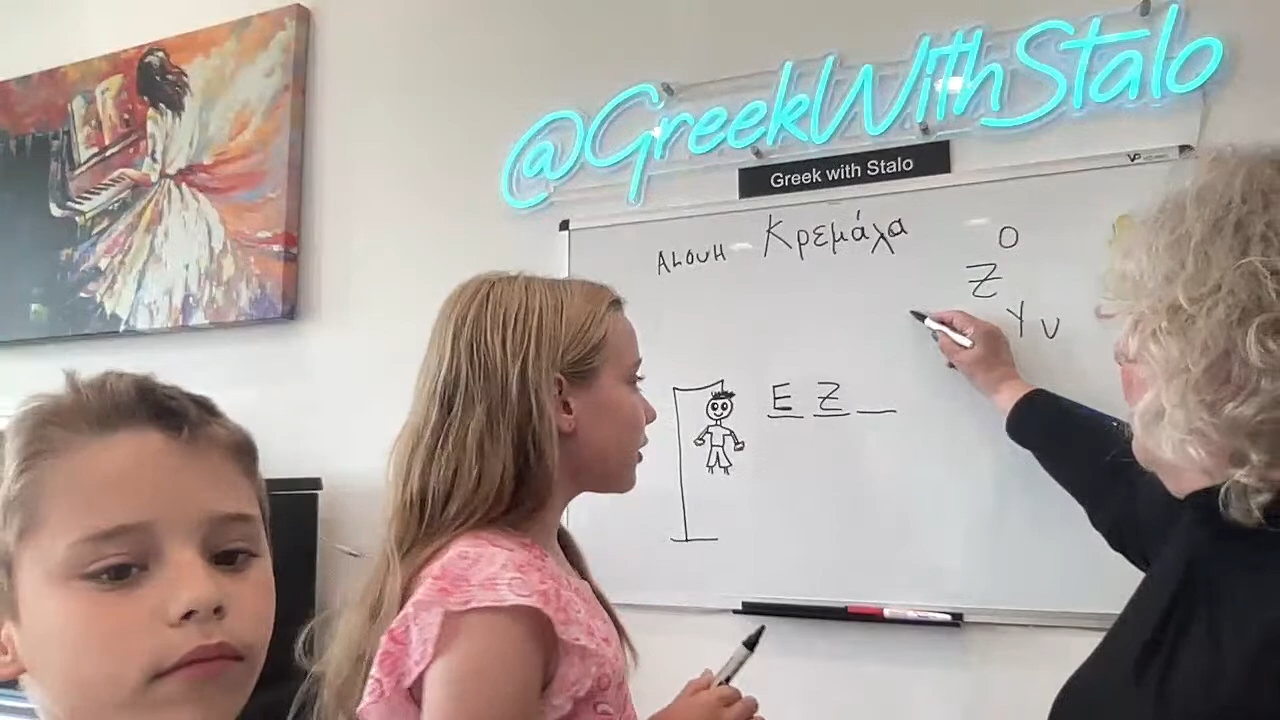 @GreekWithStalo
Greek with Stalo
Κρεμάλα
Ο
Ζ
Υ υ
Ε Ζ _